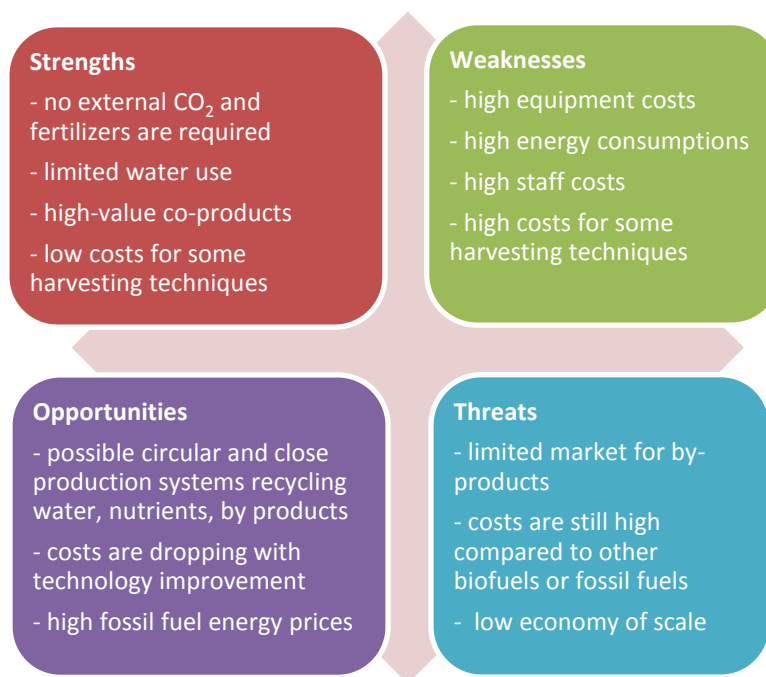 Strengths
- no external CO₂ and
fertilizers are required
- limited water use
- high-value co-products
- low costs for some
harvesting techniques
Weaknesses
- high equipment costs
- high energy consumptions
- high staff costs
- high costs for some
harvesting techniques
Opportunities
- possible circular and close
production systems recycling
water, nutrients, by products
- costs are dropping with
technology improvement
- high fossil fuel energy prices
Threats
- limited market for by-
products
- costs are still high
compared to other
biofuels or fossil fuels
- low economy of scale